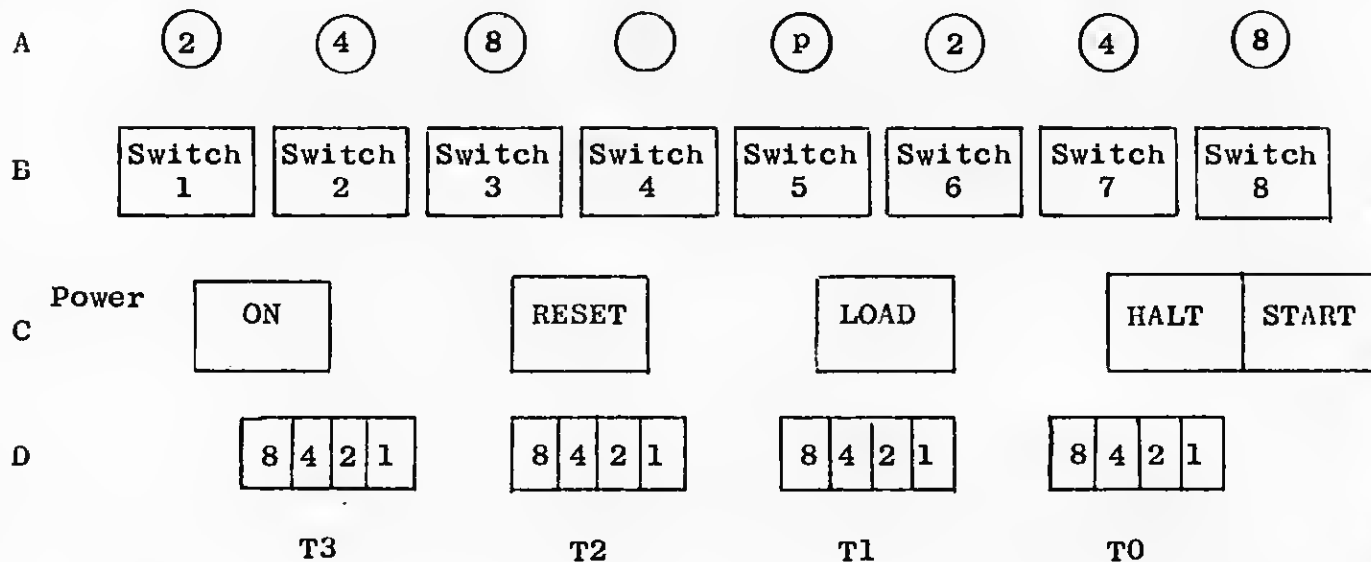 A 2 4 8 P 2 4 8
B Switch 1 Switch 2 Switch 3 Switch 4 Switch 5 Switch 6 Switch 7 Switch 8
C Power ON RESET LOAD HALT START
D 8 4 2 1 8 4 2 1 8 4 2 1 8 4 2 1
T3 T2 T1 T0